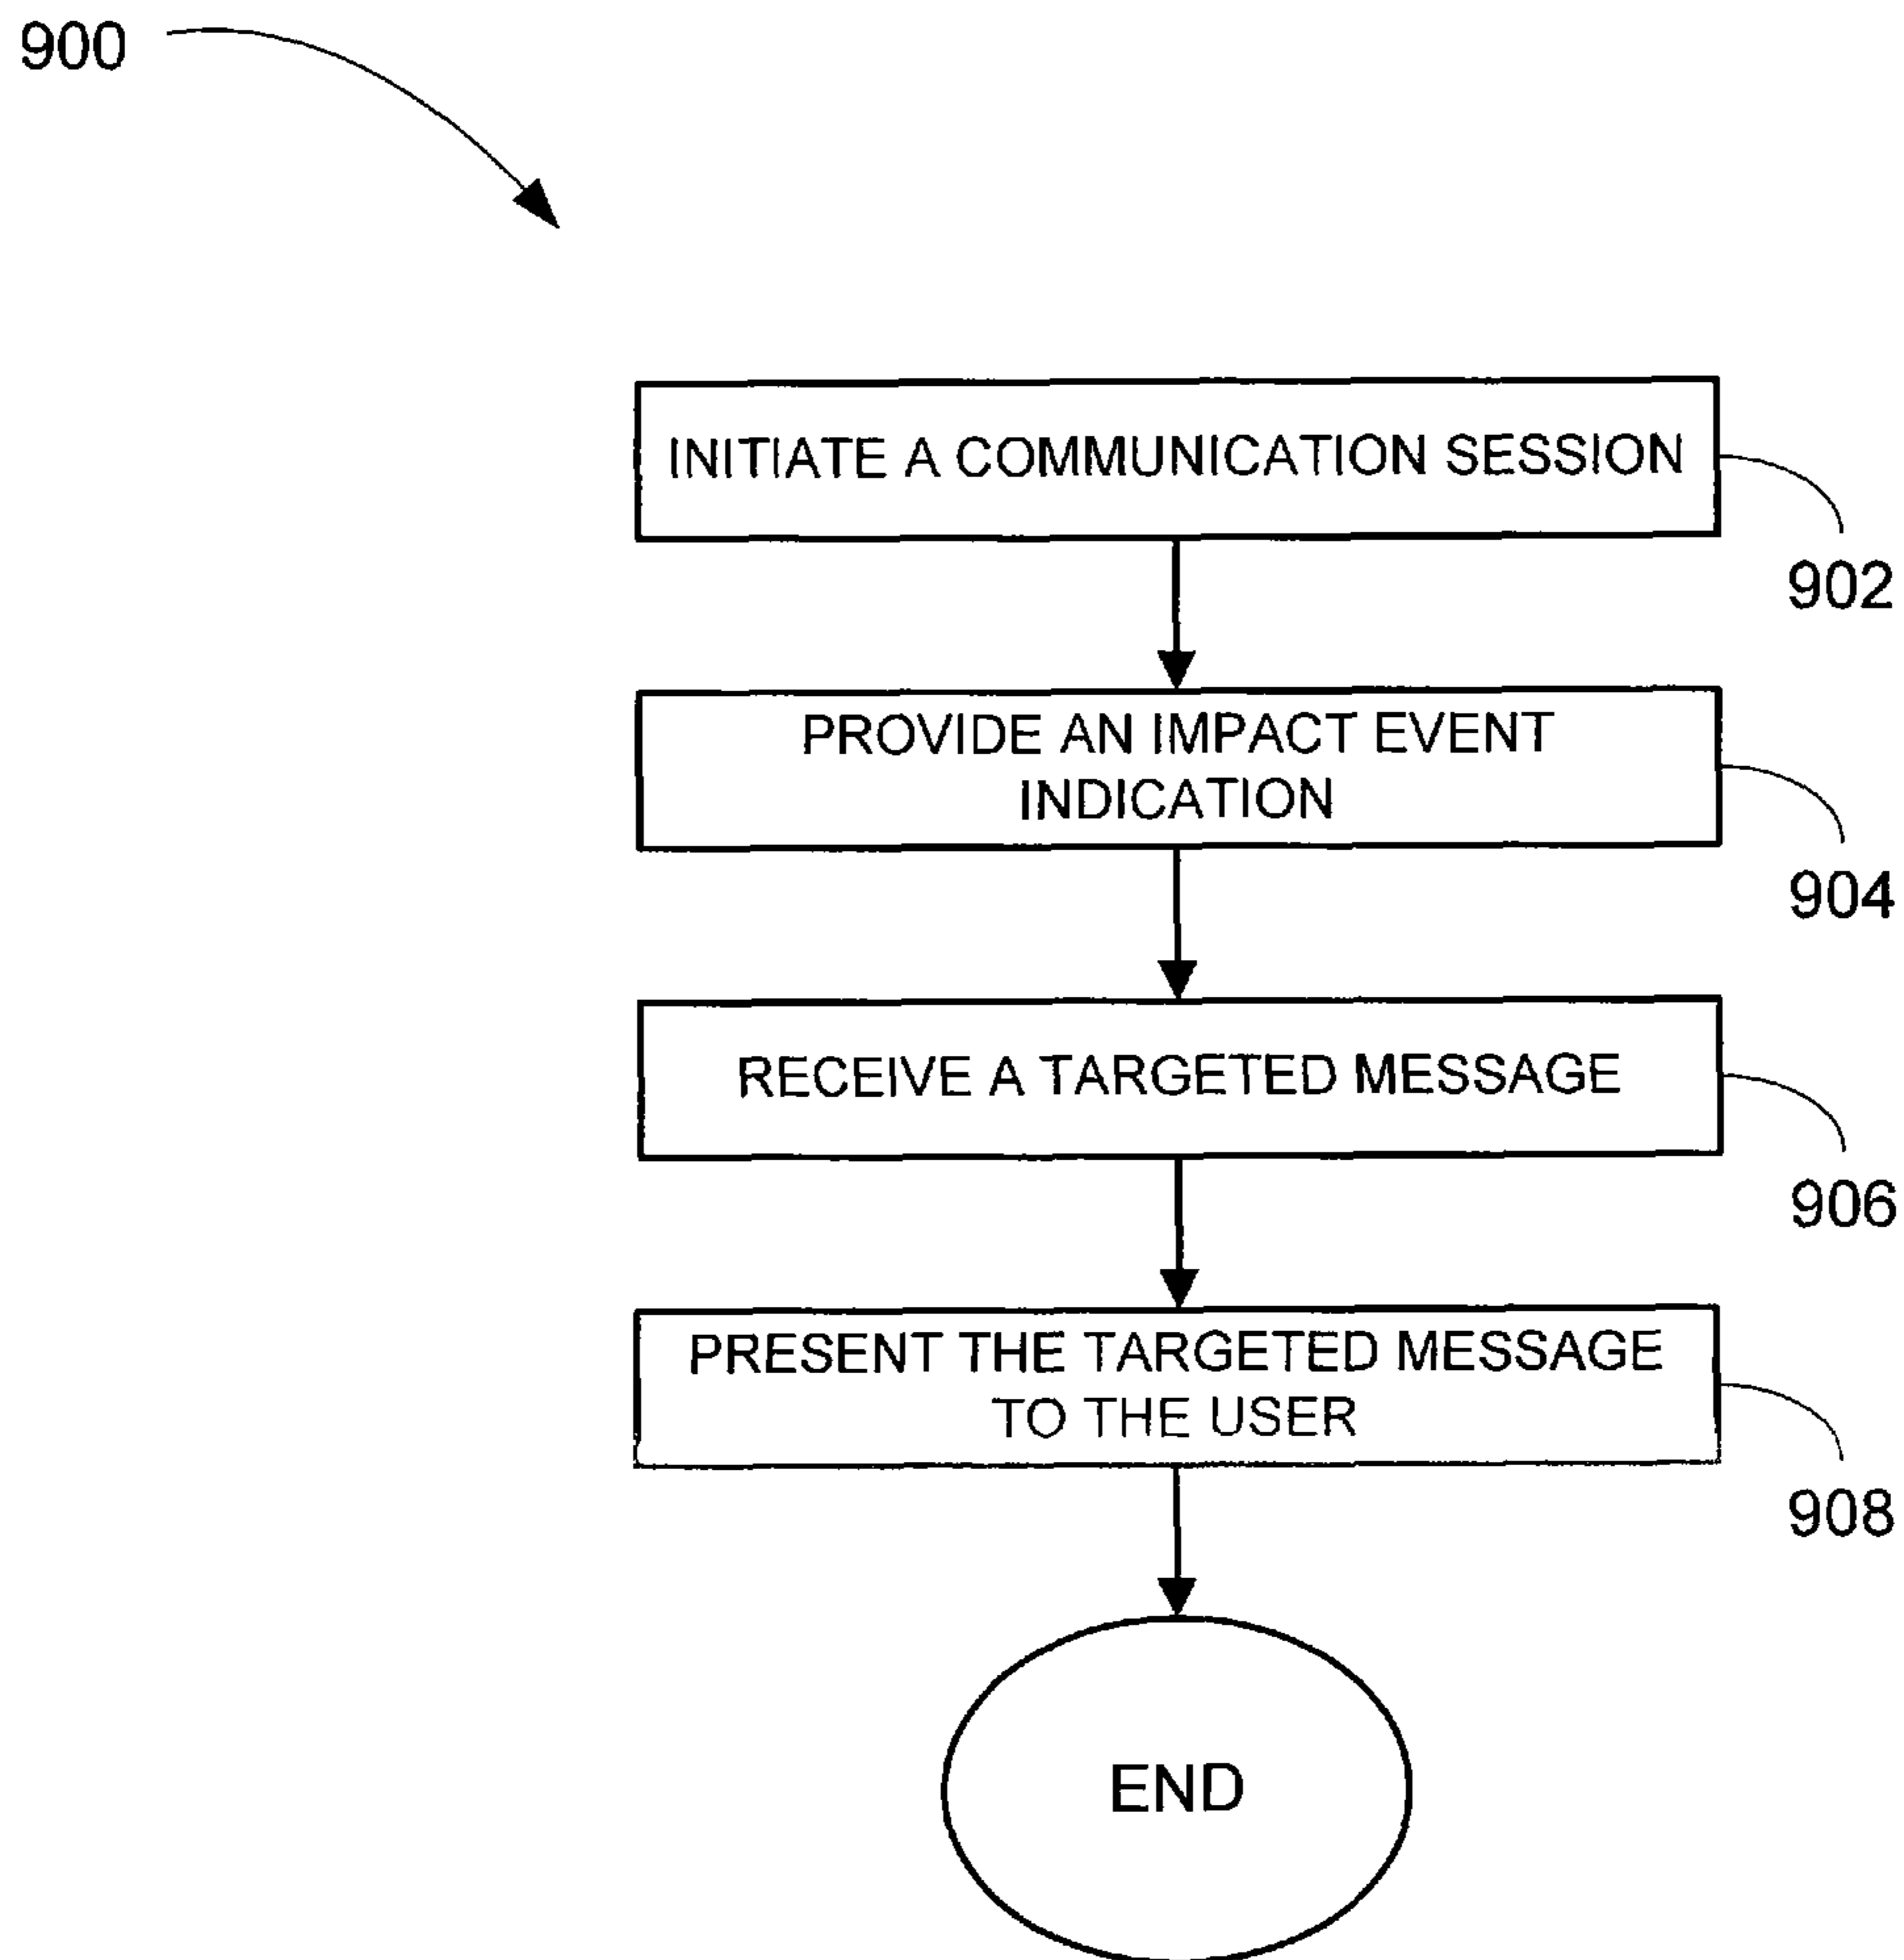 900
INITIATE A COMMUNICATION SESSION
902
PROVIDE AN IMPACT EVENT
INDICATION
904
RECEIVE A TARGETED MESSAGE
906
PRESENT THE TARGETED MESSAGE
TO THE USER
908
END